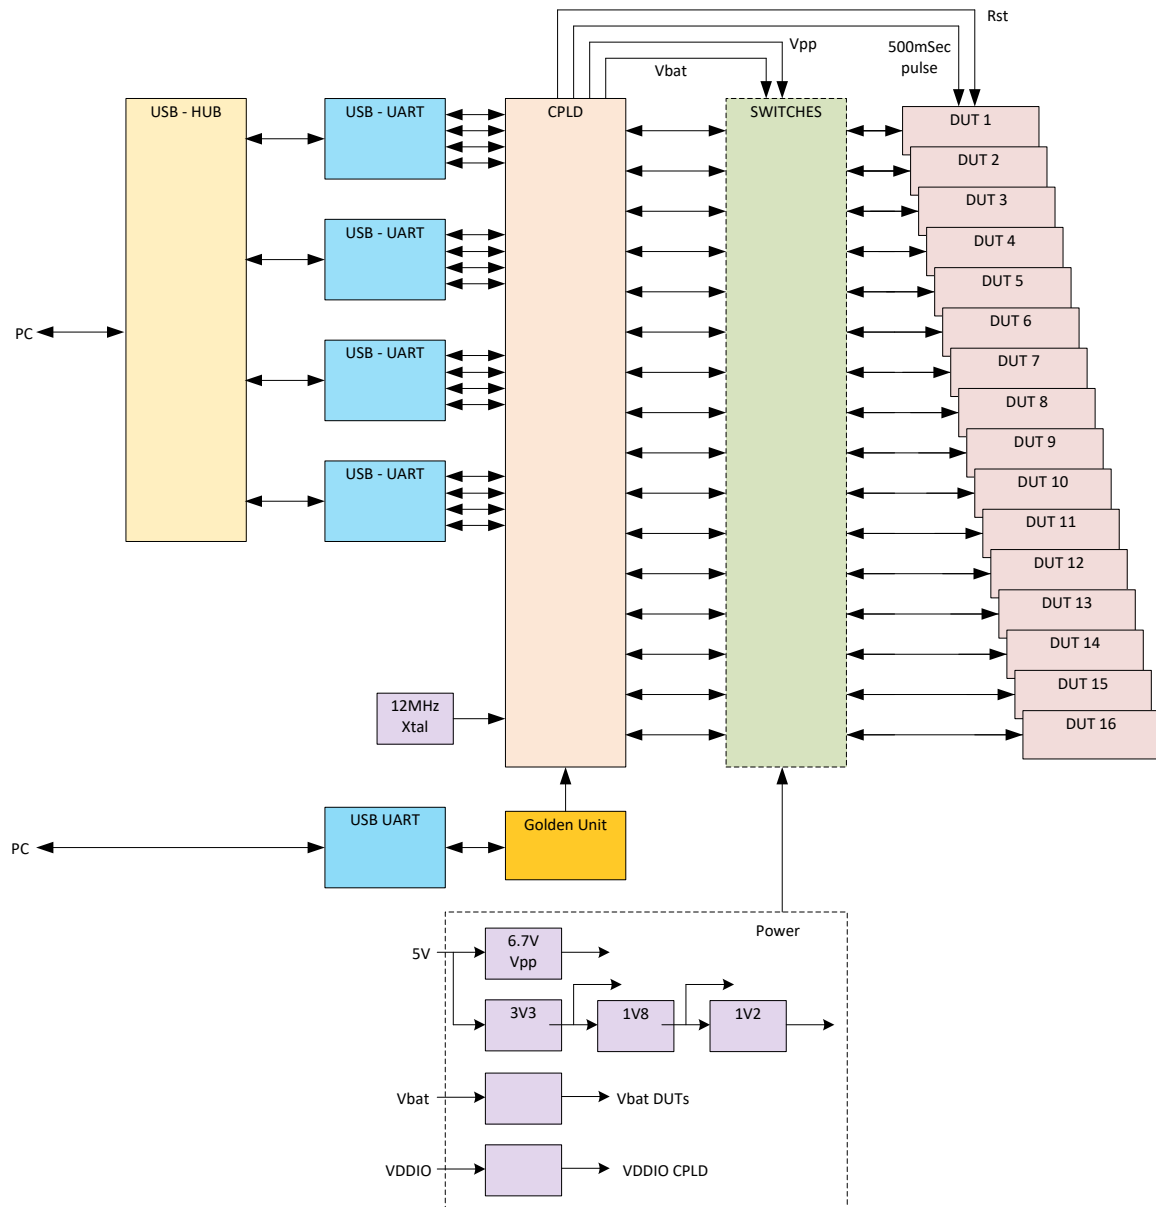 Rst
Vpp
500mSec
pulse
Vbat
USB - HUB
USB - UART
CPLD
SWITCHES
DUT 1
DUT 2
DUT 3
USB - UART
DUT 4
DUT 5
DUT 6
PC
USB - UART
DUT 7
DUT 8
DUT 9
USB - UART
DUT 10
DUT 11
DUT 12
DUT 13
DUT 14
DUT 15
12MHz
Xtal
DUT 16
USB UART
Golden Unit
PC
Power
5V
6.7V
Vpp
3V3
1V8
1V2
Vbat
Vbat DUTs
VDDIO
VDDIO CPLD